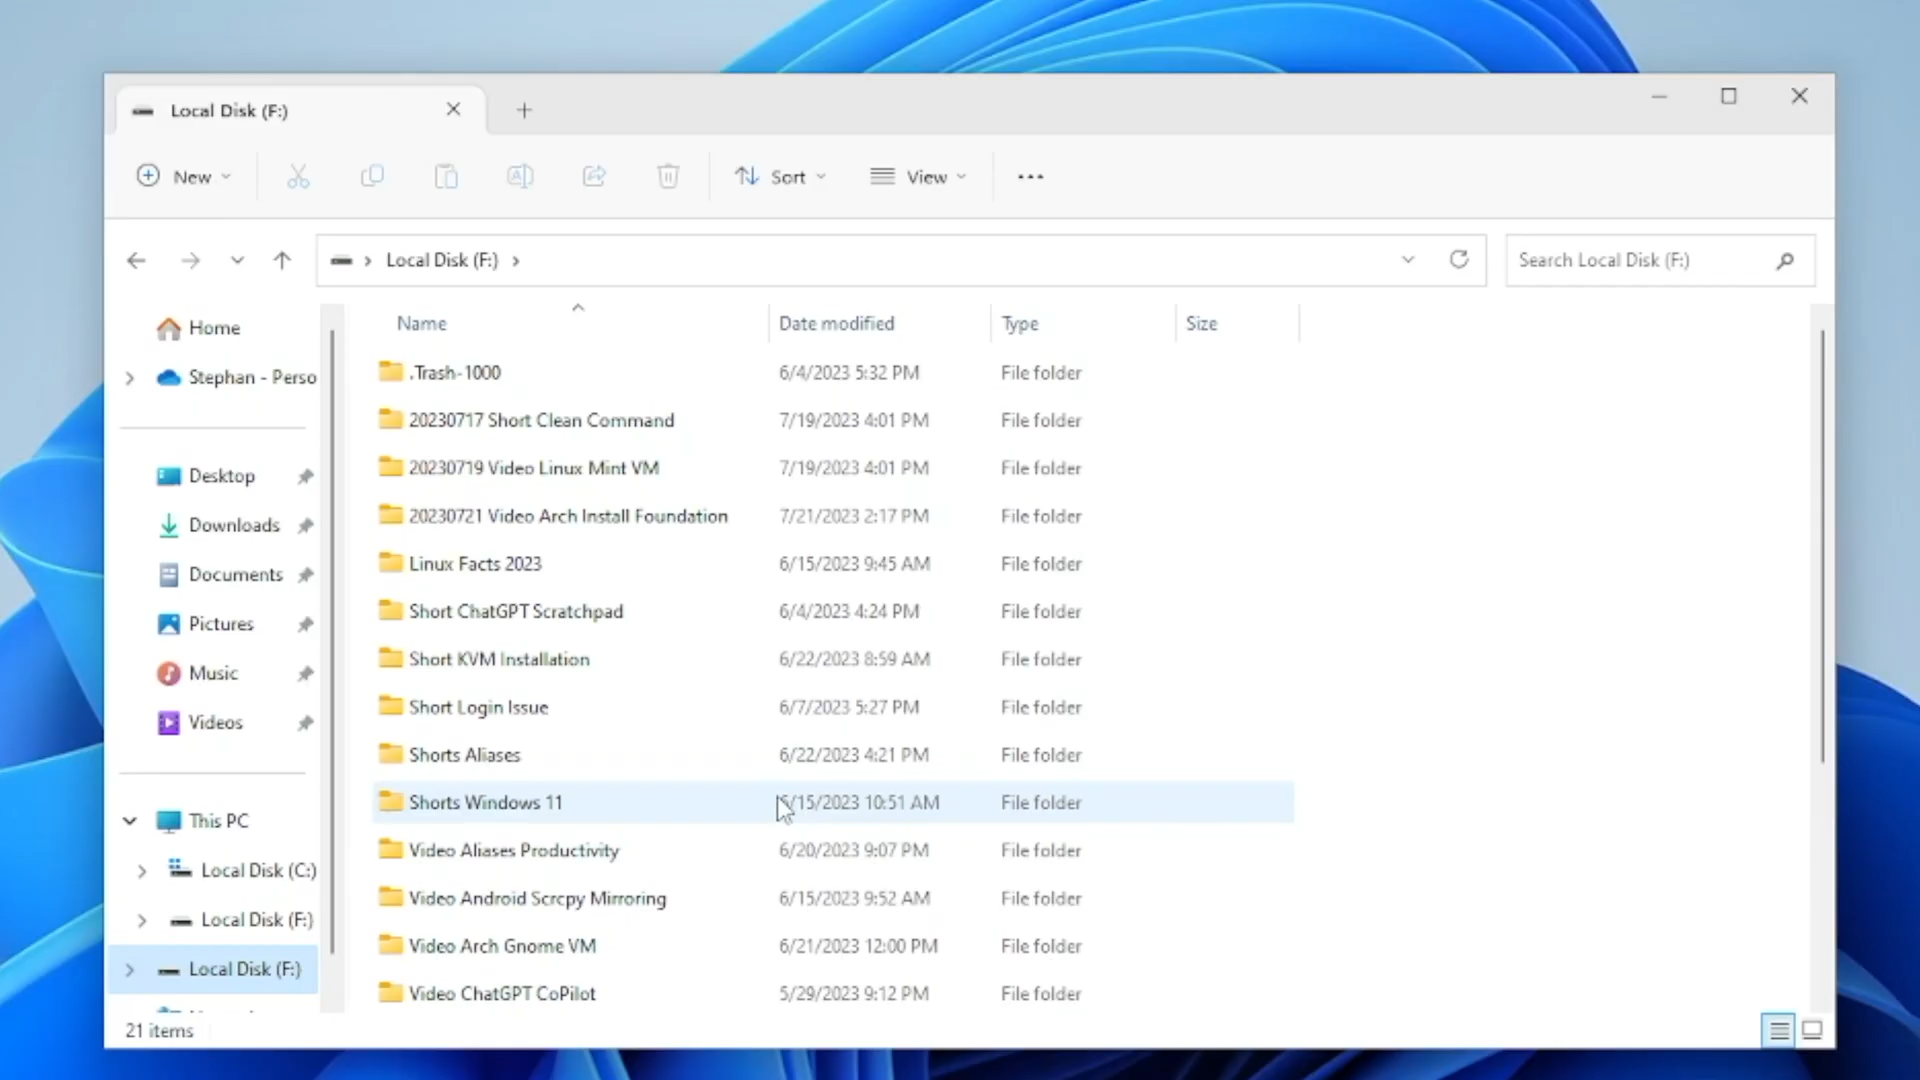 Local Disk (F:)
New Sort View
Local Disk (F:) Search Local Disk (F:)
Home
Stephan - Perso
Desktop
Downloads
Documents
Pictures
Music
Videos
This PC
Local Disk (C:)
Local Disk (F:)
Local Disk (F:)
Name Date modified Type Size
.Trash-1000 6/4/2023 5:32 PM File folder
20230717 Short Clean Command 7/19/2023 4:01 PM File folder
20230719 Video Linux Mint VM 7/19/2023 4:01 PM File folder
20230721 Video Arch Install Foundation 7/21/2023 2:17 PM File folder
Linux Facts 2023 6/15/2023 9:45 AM File folder
Short ChatGPT Scratchpad 6/4/2023 4:24 PM File folder
Short KVM Installation 6/22/2023 8:59 AM File folder
Short Login Issue 6/7/2023 5:27 PM File folder
Shorts Aliases 6/22/2023 4:21 PM File folder
Shorts Windows 11 6/15/2023 10:51 AM File folder
Video Aliases Productivity 6/20/2023 9:07 PM File folder
Video Android Scrcpy Mirroring 6/15/2023 9:52 AM File folder
Video Arch Gnome VM 6/21/2023 12:00 PM File folder
Video ChatGPT CoPilot 5/29/2023 9:12 PM File folder
21 items